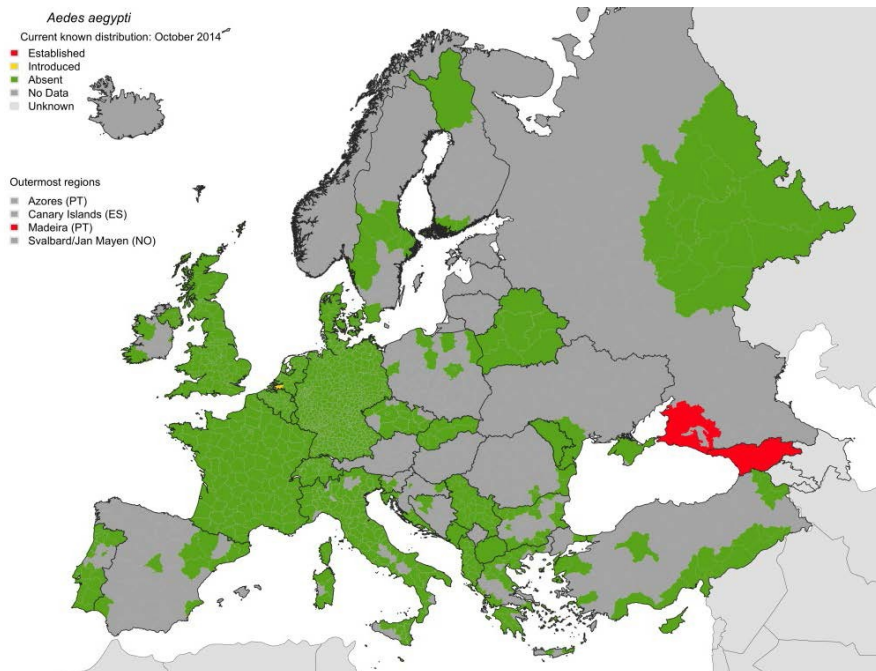 Aedes aegypti
Current known distribution: October 2014
Established
Introduced
Absent
No Data
Unknown
Outermost regions
Azores (PT)
Canary Islands (ES)
Madeira (PT)
Svalbard/Jan Mayen (NO)